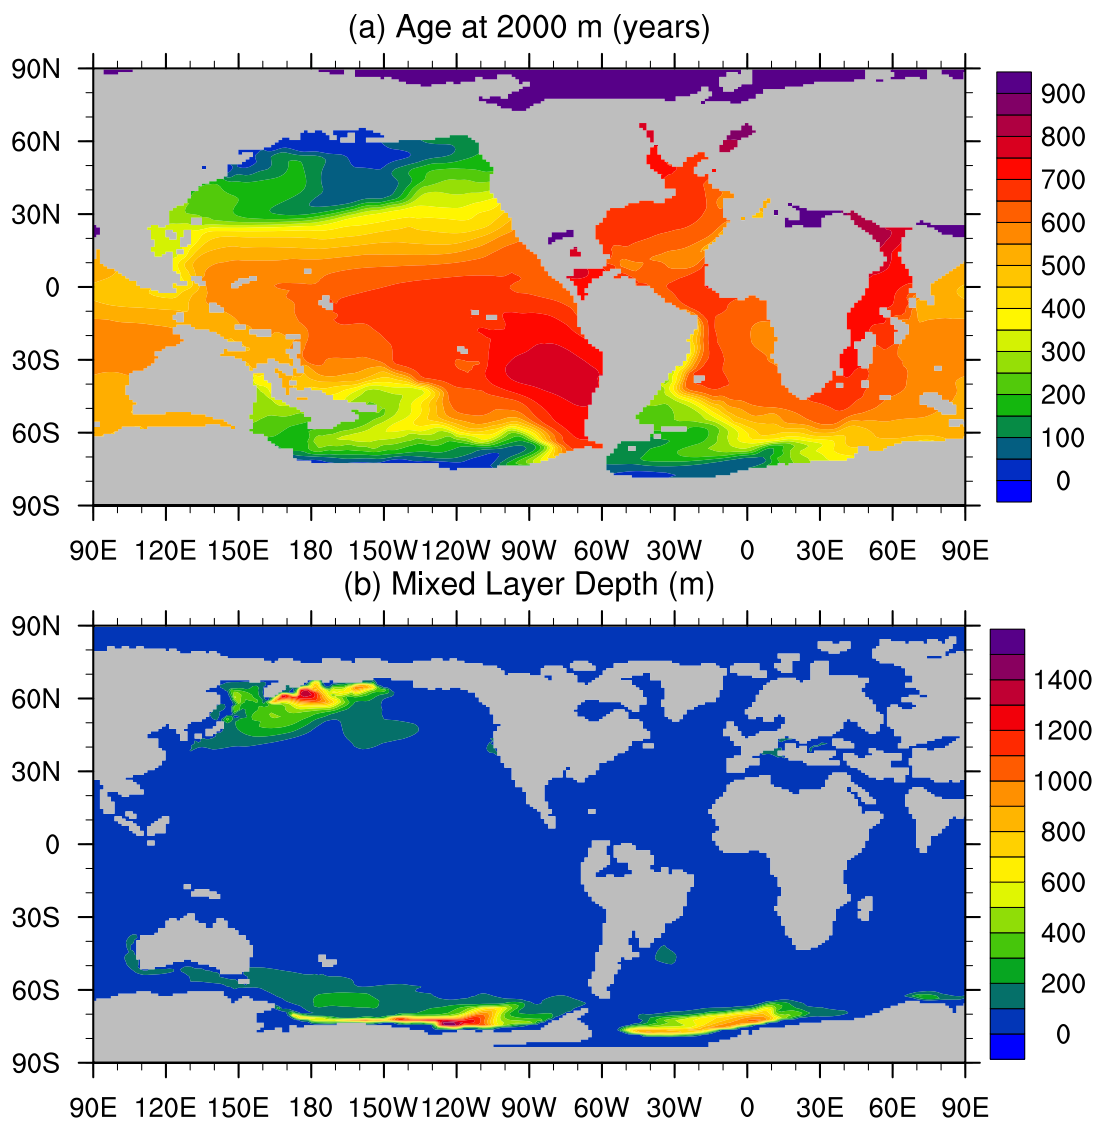 (a) Age at 2000 m (years)
90N
60N
30N
0
30S
60S
90S
900
800
700
600
500
400
300
200
100
0
90E 120E 150E 180 150W 120W 90W 60W 30W 0 30E 60E 90E
(b) Mixed Layer Depth (m)
90N
60N
30N
0
30S
60S
90S
1400
1200
1000
800
600
400
200
0
90E 120E 150E 180 150W 120W 90W 60W 30W 0 30E 60E 90E